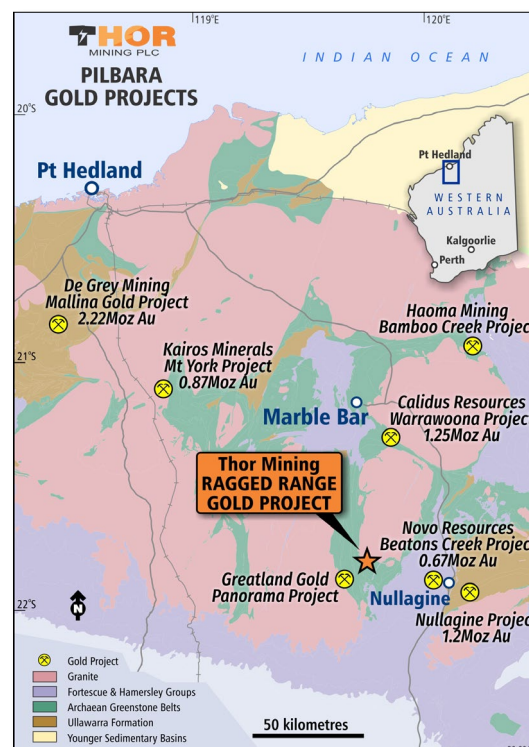 THOR
MINING PLC
PILBARA
GOLD PROJECTS
119°E
120°E
INDIAN OCEAN
20°S
Pt Hedland
Pt Hedland
WESTERN
AUSTRALIA
Kalgoorlie
Perth
De Grey Mining
Mallina Gold Project
2.22Moz Au
Haoma Mining
Bamboo Creek Project
21°S
Kairos Minerals
Mt York Project
0.87Moz Au
Marble Bar
Calidus Resources
Warrawoona Project
1.25Moz Au
Thor Mining
RAGGED RANGE
GOLD PROJECT
Novo Resources
Beatons Creek Project
0.67Moz Au
Greatland Gold
Panorama Project
Nullagine
22°S
N
Nullagine Project
1.2Moz Au
Gold Project
Granite
Fortescue & Hamersley Groups
Archaean Greenstone Belts
Ullawarra Formation
Younger Sedimentary Basins
50 kilometres